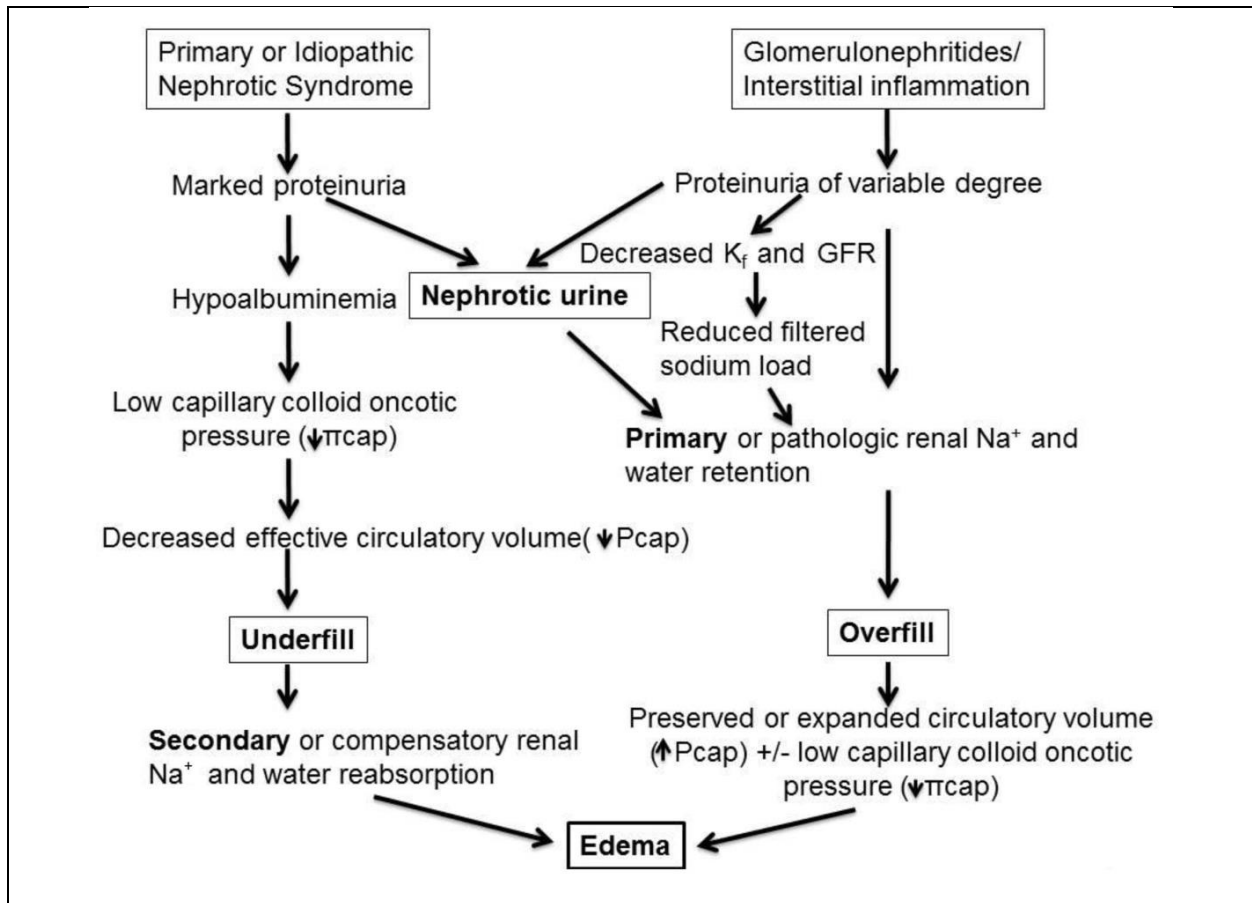 Primary or Idiopathic
Nephrotic Syndrome
Glomerulonephritides/
Interstitial inflammation
Marked proteinuria
Proteinuria of variable degree
Decreased Kf and GFR
Hypoalbuminemia
Nephrotic urine
Reduced filtered
sodium load
Low capillary colloid oncotic
pressure (↓πcap)
Primary or pathologic renal Na⁺ and
water retention
Decreased effective circulatory volume( ↓Pcap)
Underfill
Overfill
Secondary or compensatory renal
Na⁺ and water reabsorption
Preserved or expanded circulatory volume
(↑Pcap) +/- low capillary colloid oncotic
pressure (↓πcap)
Edema